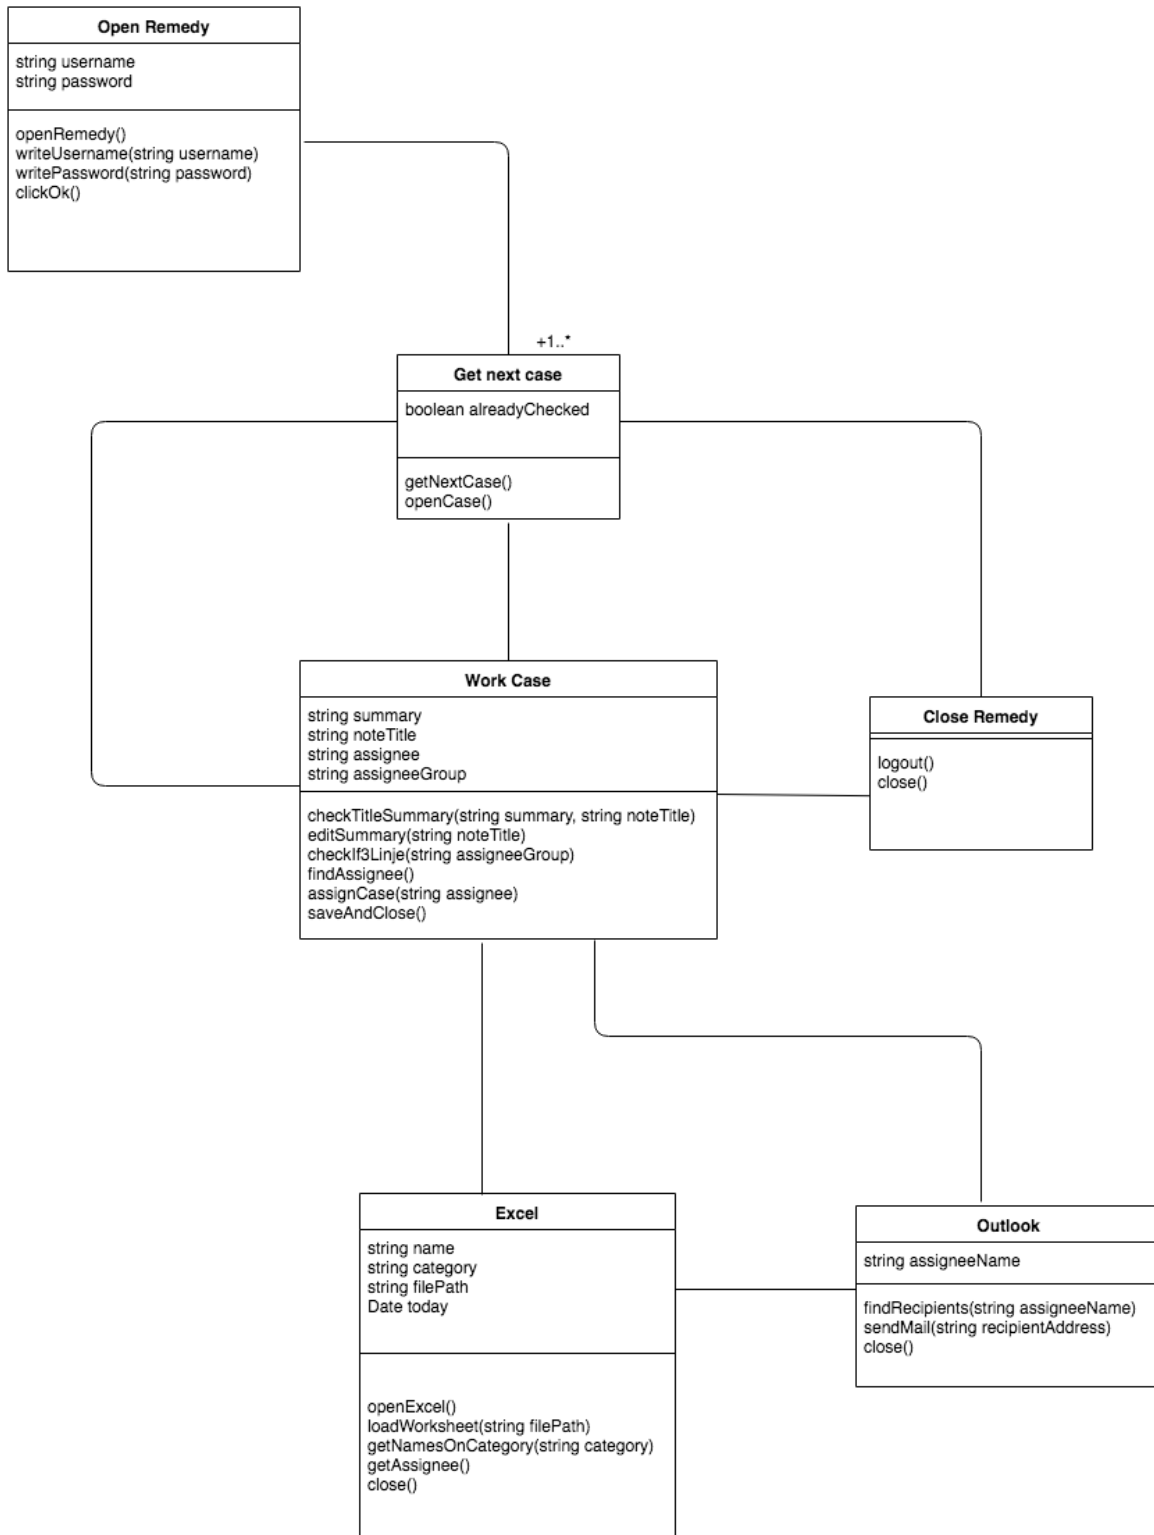 Open Remedy
string username
string password
openRemedy()
writeUsername(string username)
writePassword(string password)
clickOk()
+1..*
Get next case
boolean alreadyChecked
getNextCase()
openCase()
Work Case
string summary
string noteTitle
string assignee
string assigneeGroup
checkTitleSummary(string summary, string noteTitle)
editSummary(string noteTitle)
checkIf3Linje(string assigneeGroup)
findAssignee()
assignCase(string assignee)
saveAndClose()
Close Remedy
logout()
close()
Excel
string name
string category
string filePath
Date today
openExcel()
loadWorksheet(string filePath)
getNamesOnCategory(string category)
getAssignee()
close()
Outlook
string assigneeName
findRecipients(string assigneeName)
sendMail(string recipientAddress)
close()